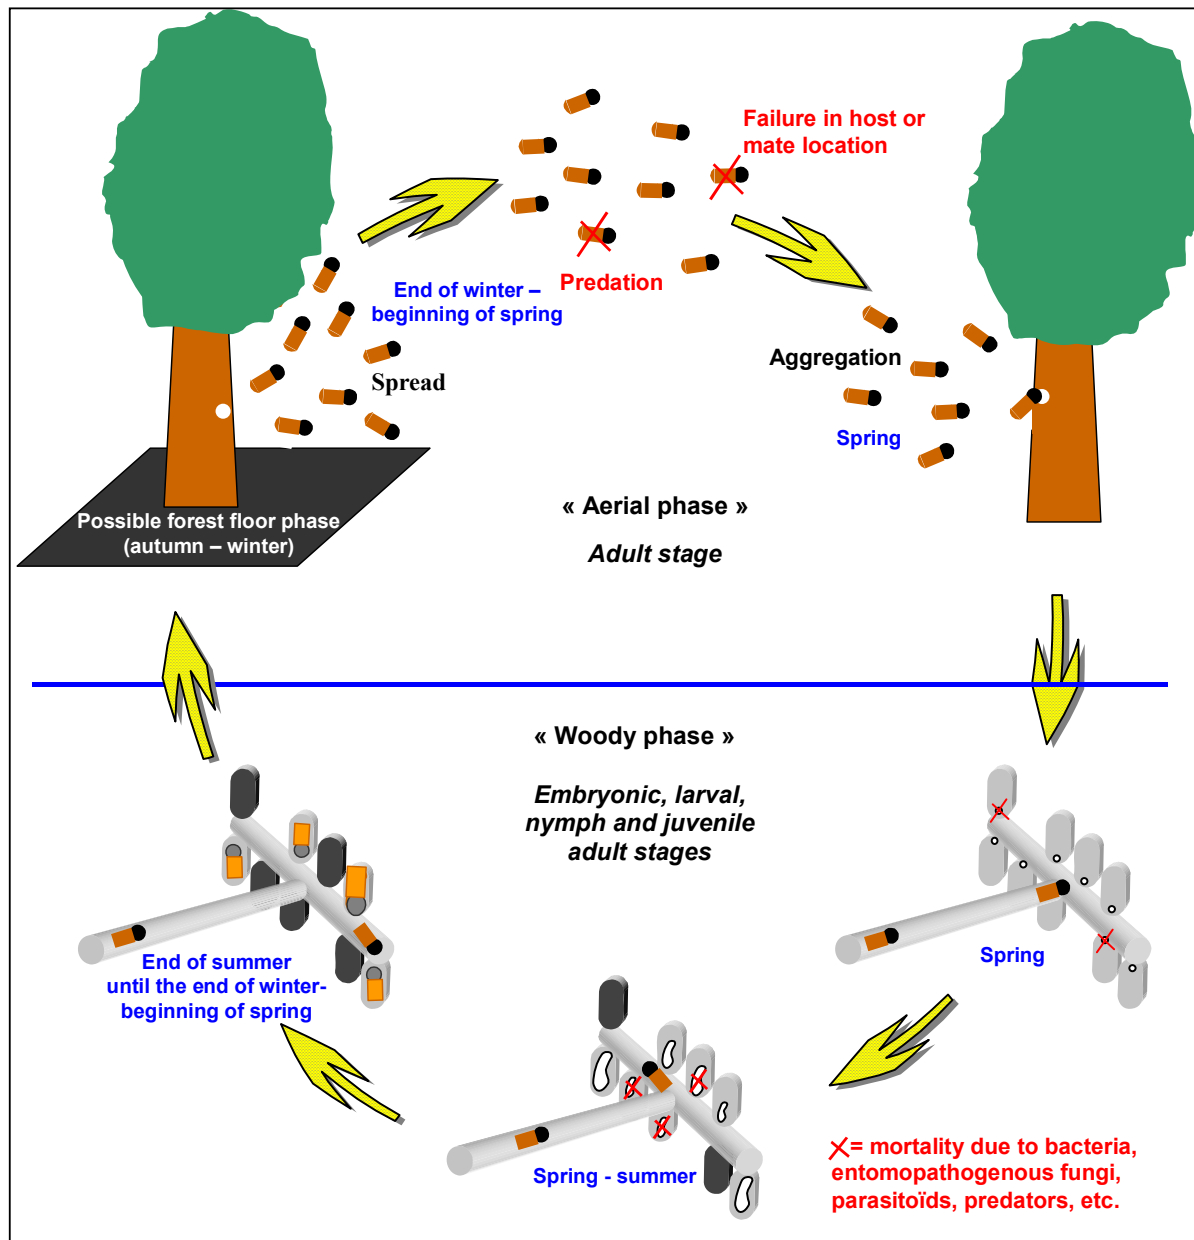 Failure in host or
mate location
Predation
End of winter –
beginning of spring
Spread
Aggregation
Spring
Possible forest floor phase
(autumn – winter)
« Aerial phase »
Adult stage
« Woody phase »
Embryonic, larval,
nymph and juvenile
adult stages
End of summer
until the end of winter-
beginning of spring
Spring
Spring - summer
= mortality due to bacteria,
entomopathogenous fungi,
parasitoïds, predators, etc.